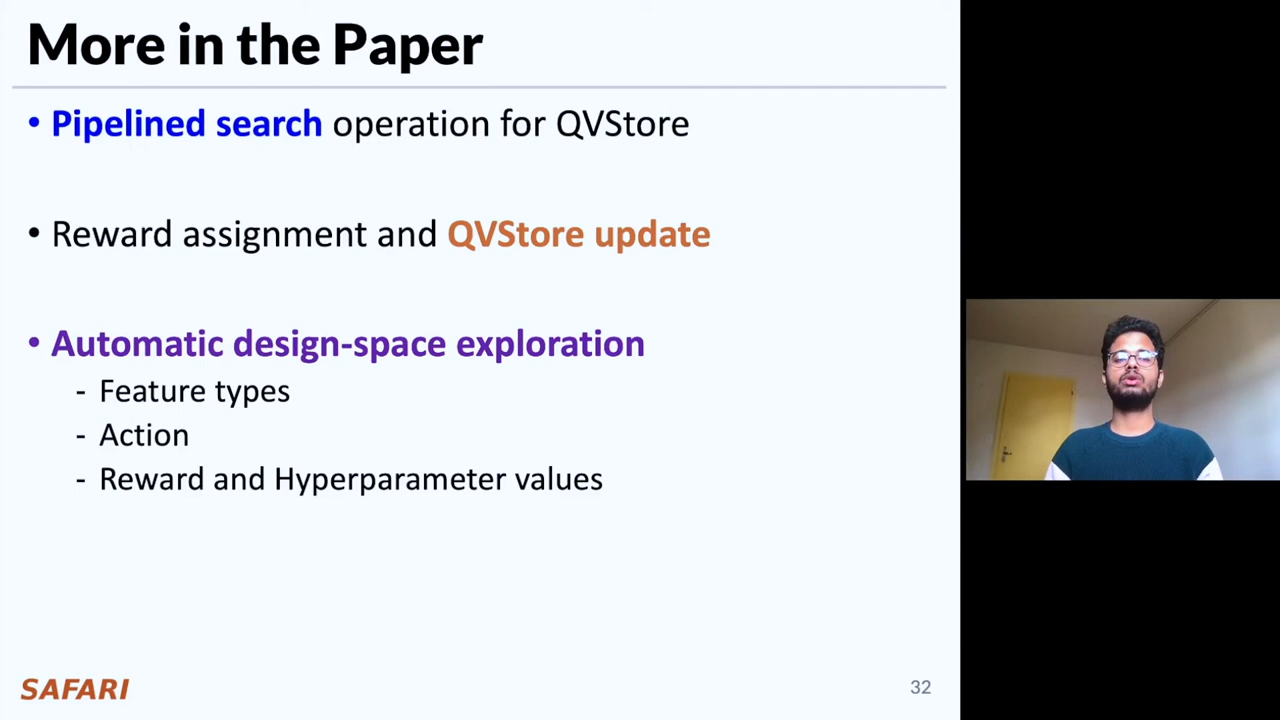 More in the Paper
• Pipelined search operation for QVStore
• Reward assignment and QVStore update
• Automatic design-space exploration
- Feature types
- Action
- Reward and Hyperparameter values
SAFARI
32